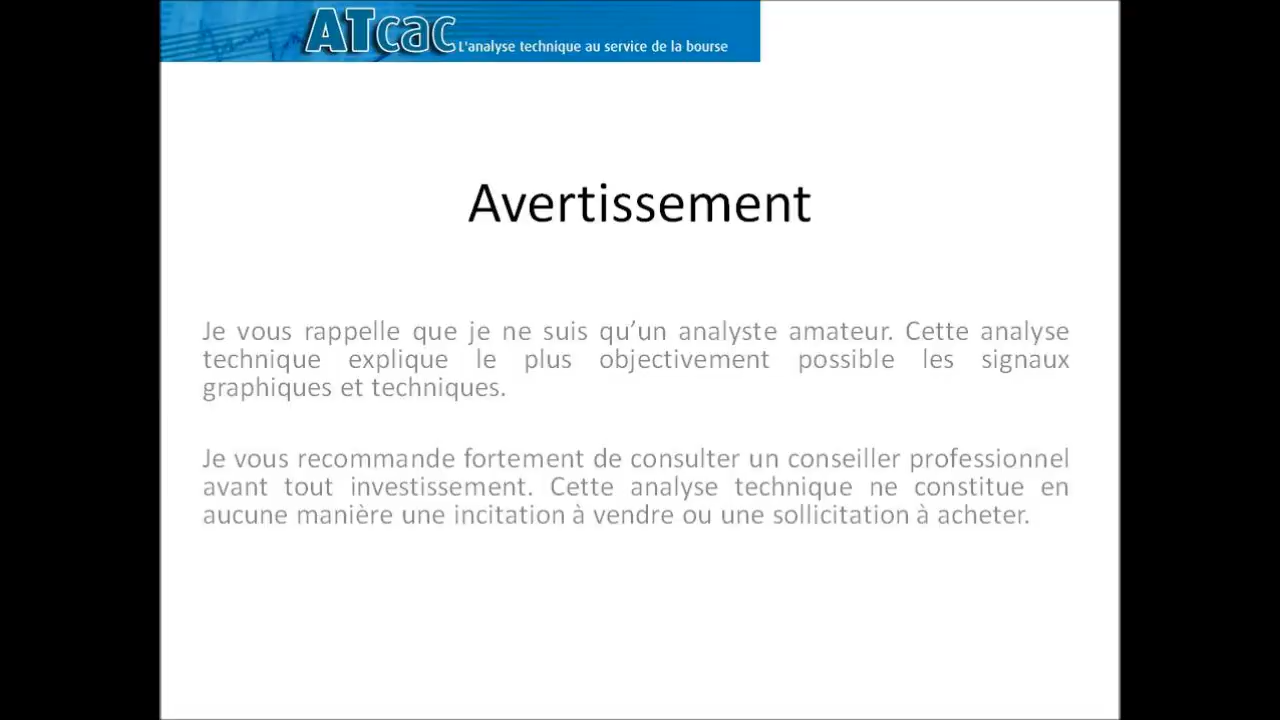 ATcac L'analyse technique au service de la bourse
Avertissement
Je vous rappelle que je ne suis qu’un analyste amateur. Cette analyse
technique explique le plus objectivement possible les signaux
graphiques et techniques.
Je vous recommande fortement de consulter un conseiller professionnel
avant tout investissement. Cette analyse technique ne constitue en
aucune manière une incitation à vendre ou une sollicitation à acheter.